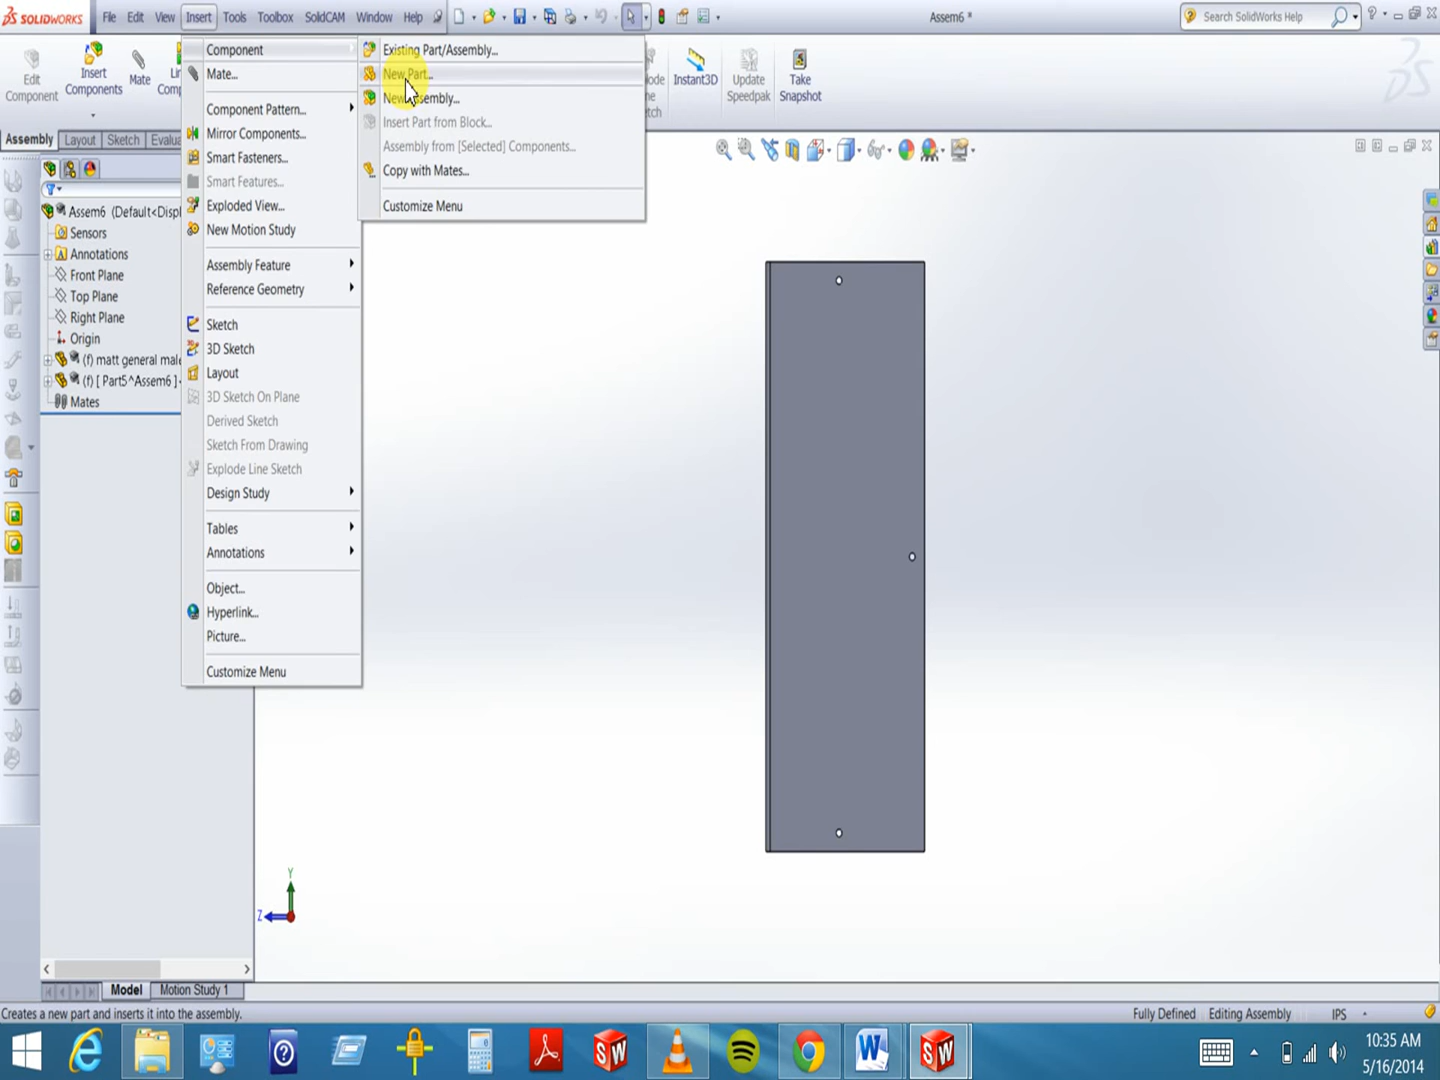 SOLIDWORKS File Edit View Insert Tools Toolbox SolidCAM Window Help Assem6 * Search SolidWorks Help
Edit Component
Insert Components
Mate
Instant3D
Update Speedpak
Take Snapshot
Assembly Layout Sketch
Component
Mate...
Component Pattern...
Mirror Components...
Smart Fasteners...
Smart Features...
Exploded View...
New Motion Study
Assembly Feature
Reference Geometry
Sketch
3D Sketch
Layout
3D Sketch On Plane
Derived Sketch
Sketch From Drawing
Explode Line Sketch
Design Study
Tables
Annotations
Object...
Hyperlink...
Picture...
Customize Menu
Existing Part/Assembly...
New Part...
New Assembly...
Insert Part from Block...
Assembly from [Selected] Components...
Copy with Mates...
Customize Menu
Assem6 (Default<Displ
Sensors
Annotations
Front Plane
Top Plane
Right Plane
Origin
(f) matt general male
(f) [ Part5^Assem6 ]
Mates
Y
Z
Model Motion Study 1
Creates a new part and inserts it into the assembly. Fully Defined Editing Assembly IPS
10:35 AM
5/16/2014